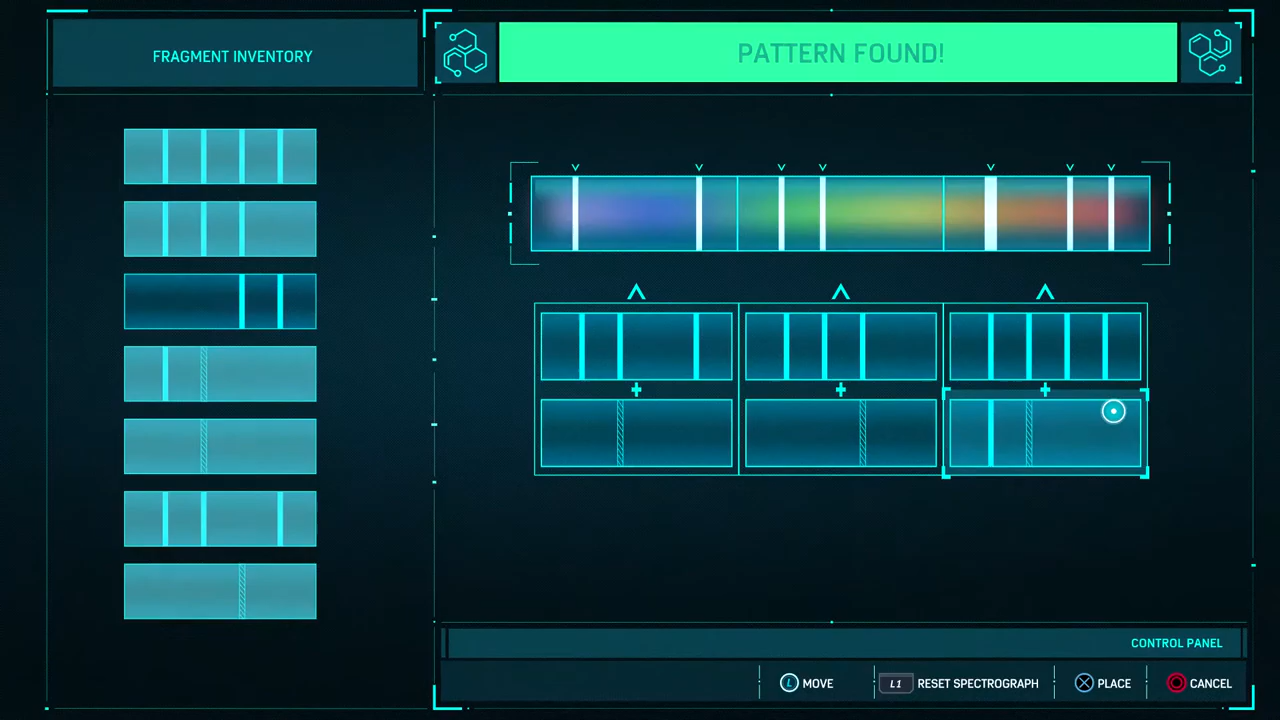 FRAGMENT INVENTORY
PATTERN FOUND!
CONTROL PANEL
L MOVE
L1 RESET SPECTROGRAPH
PLACE
CANCEL